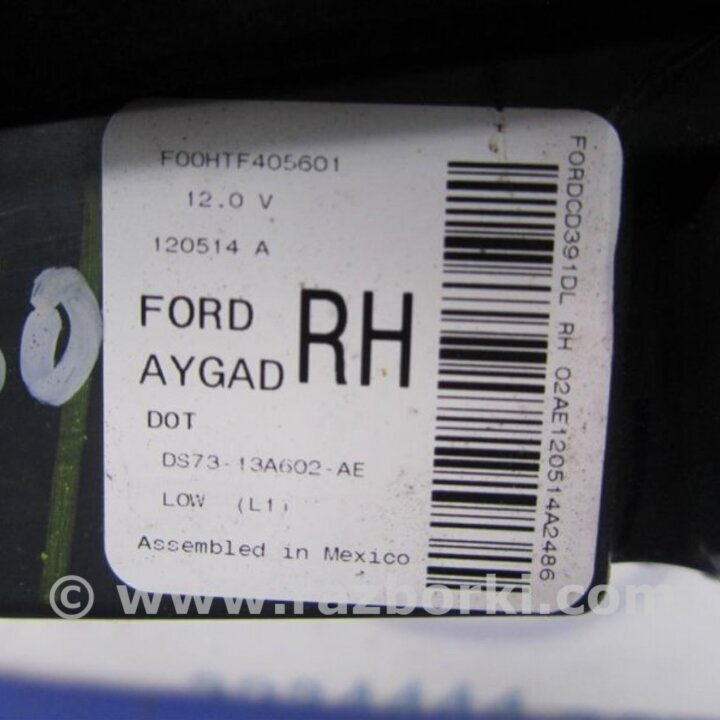 F00HTF405601
12.0 V
120514 A
FORD
RH
AYGAD
DOT
DS73-13A602-AE
LOW (L1)
Assembled in Mexico
FORDCD391DL RH 02AE120514A2486
© www.razborki.com